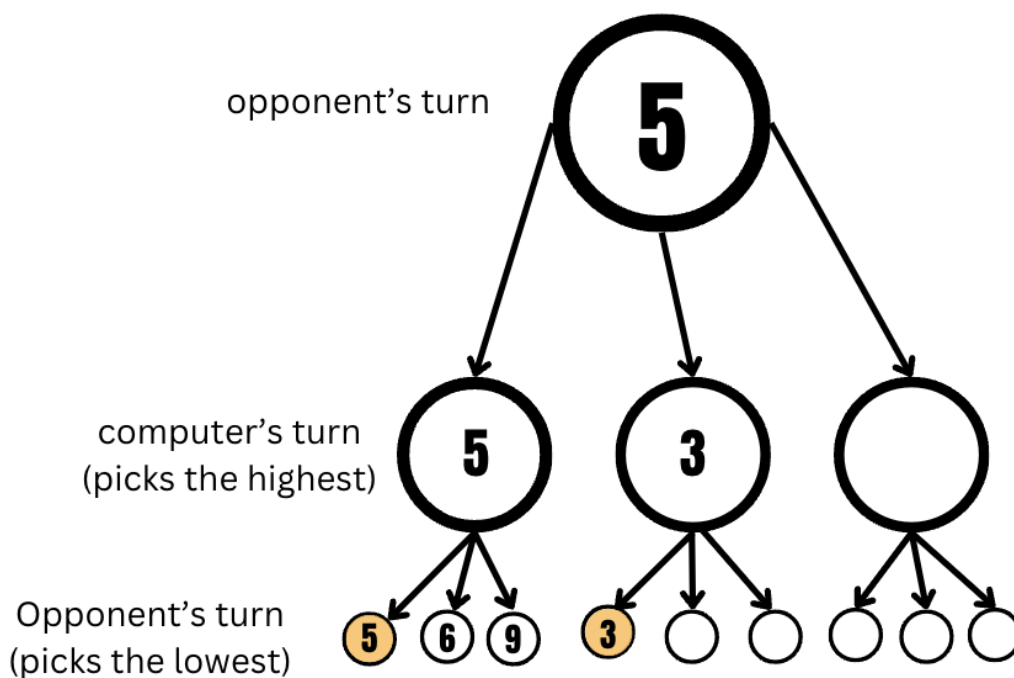 opponent’s turn
5
computer’s turn
(picks the highest)
5
3
Opponent’s turn
(picks the lowest)
5
6
9
3